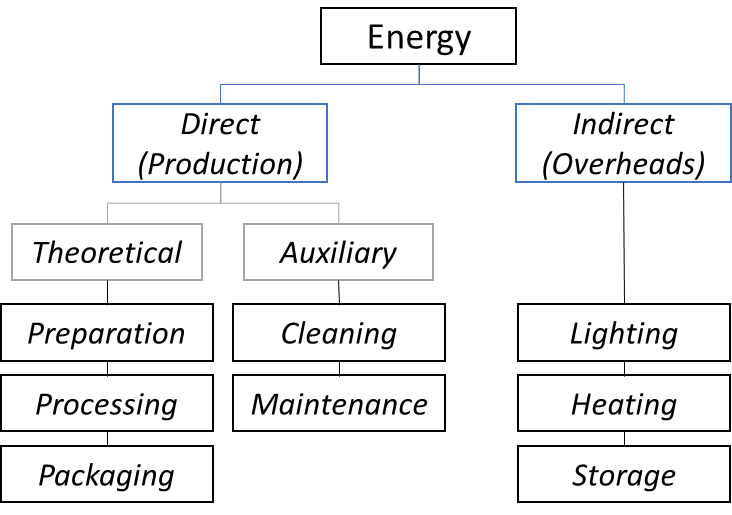 Energy
Direct
(Production)
Indirect
(Overheads)
Theoretical
Auxiliary
Preparation
Cleaning
Lighting
Processing
Maintenance
Heating
Packaging
Storage